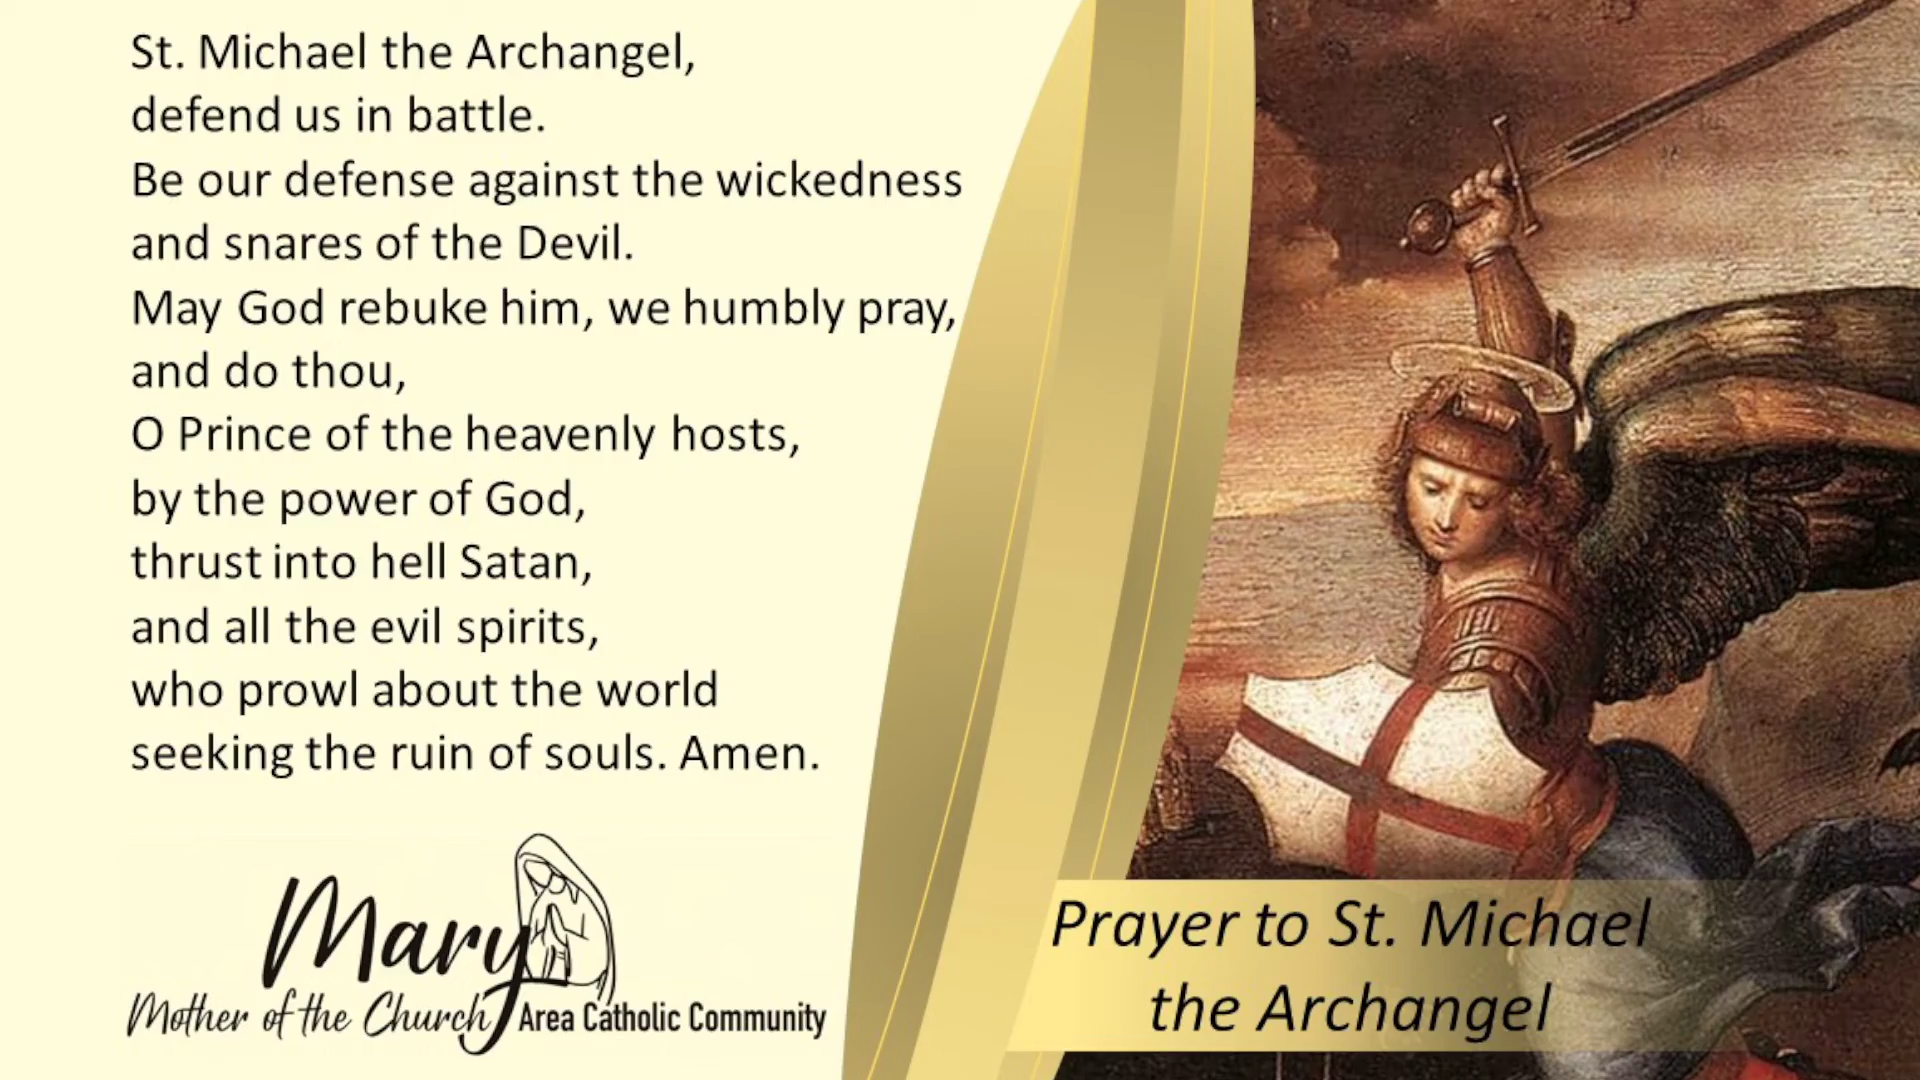 St. Michael the Archangel,
defend us in battle.
Be our defense against the wickedness
and snares of the Devil.
May God rebuke him, we humbly pray,
and do thou,
O Prince of the heavenly hosts,
by the power of God,
thrust into hell Satan,
and all the evil spirits,
who prowl about the world
seeking the ruin of souls. Amen.
Mary
Mother of the Church Area Catholic Community
Prayer to St. Michael
the Archangel